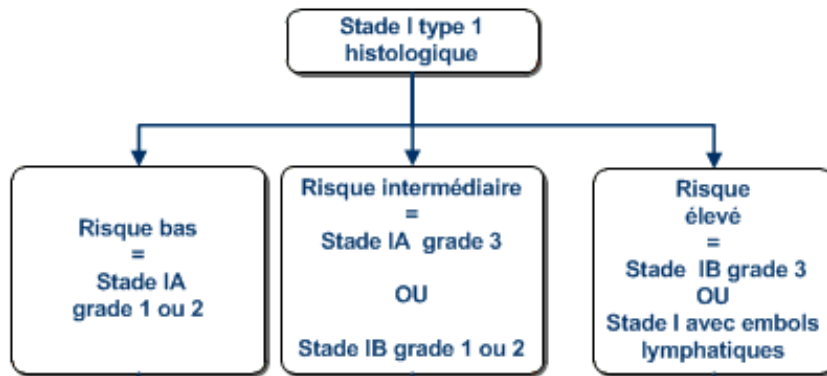 Stade I type 1
histologique
Risque bas
=
Stade IA
grade 1 ou 2
Risque intermédiaire
=
Stade IA grade 3
OU
Stade IB grade 1 ou 2
Risque
élevé
=
Stade IB grade 3
OU
Stade I avec embols
lymphatiques